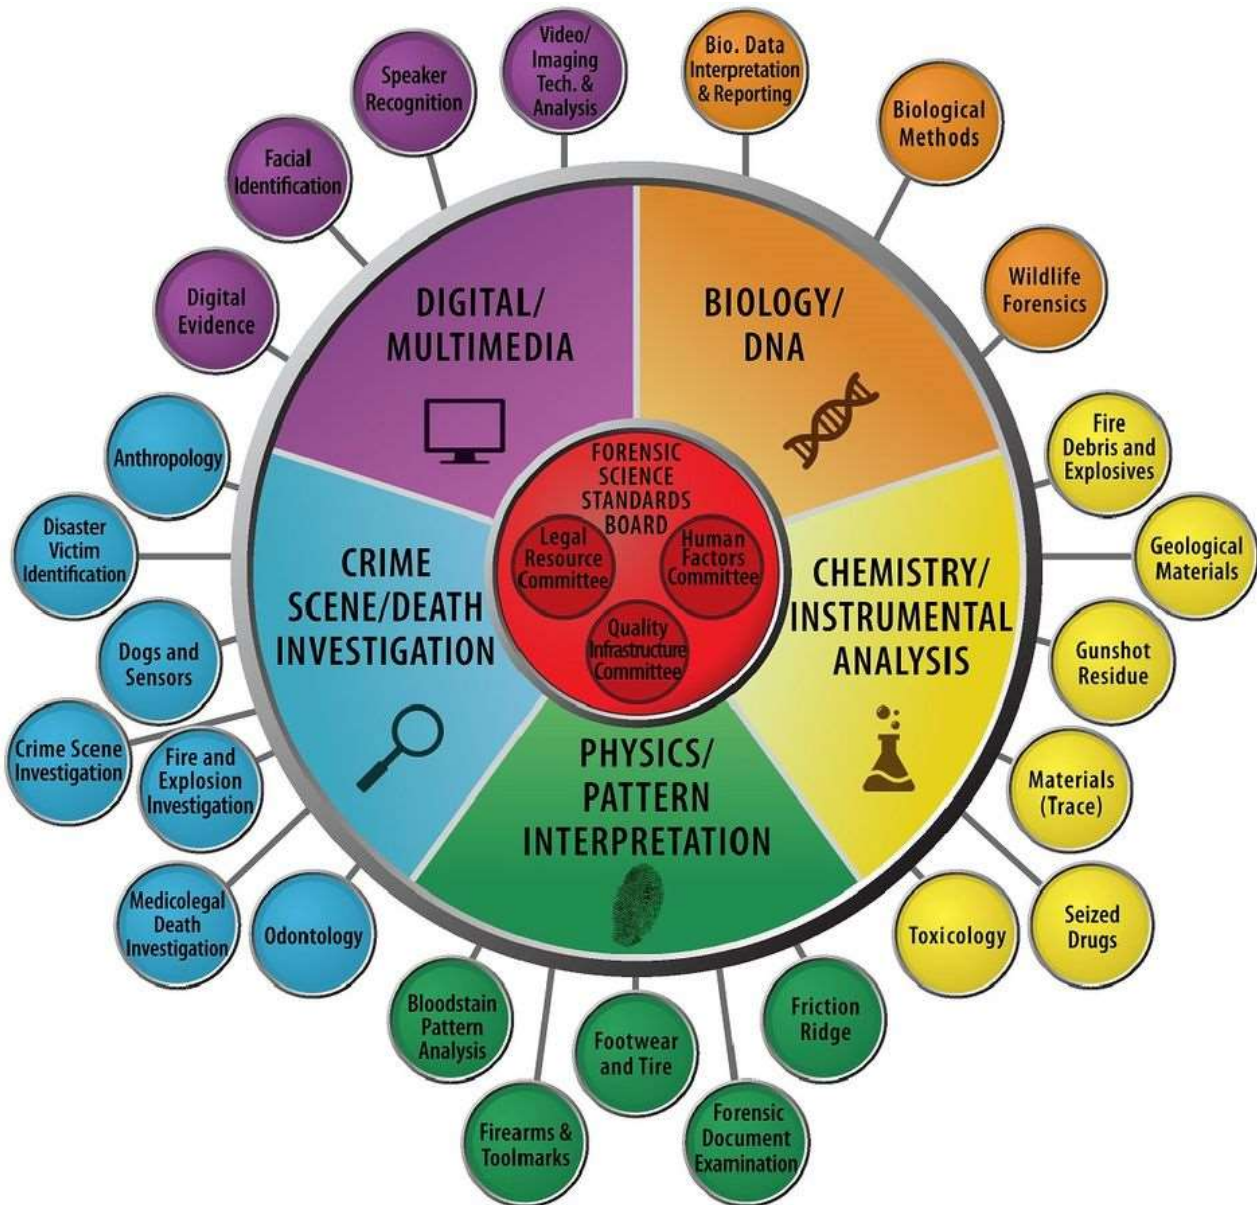 Video/
Imaging
Tech. &
Analysis
Bio. Data
Interpretation
& Reporting
Speaker
Recognition
Biological
Methods
Facial
Identification
Wildlife
Forensics
Digital
Evidence
DIGITAL/
MULTIMEDIA
BIOLOGY/
DNA
Anthropology
Fire
Debris and
Explosives
FORENSIC
SCIENCE
STANDARDS
BOARD
Legal
Resource
Committee
Human
Factors
Committee
Quality
Infrastructure
Committee
Disaster
Victim
Identification
Geological
Materials
CRIME
SCENE/DEATH
INVESTIGATION
CHEMISTRY/
INSTRUMENTAL
ANALYSIS
Dogs and
Sensors
Gunshot
Residue
Crime Scene
Investigation
Fire and
Explosion
Investigation
Materials
(Trace)
PHYSICS/
PATTERN
INTERPRETATION
Medicolegal
Death
Investigation
Odontology
Toxicology
Seized
Drugs
Bloodstain
Pattern
Analysis
Footwear
and Tire
Friction
Ridge
Firearms &
Toolmarks
Forensic
Document
Examination